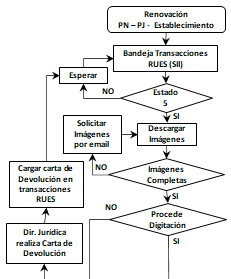 Renovación
PN – PJ - Establecimiento
Bandeja Transacciones
RUES (SII)
Esperar
NO
Estado
5
SI
Solicitar
Imágenes
por email
Descargar
Imágenes
NO
Imágenes
Completas
SI
Cargar carta de
Devolución en
transacciones
RUES
NO
Procede
Digitación
SI
Dir. Jurídica
realiza Carta de
Devolución